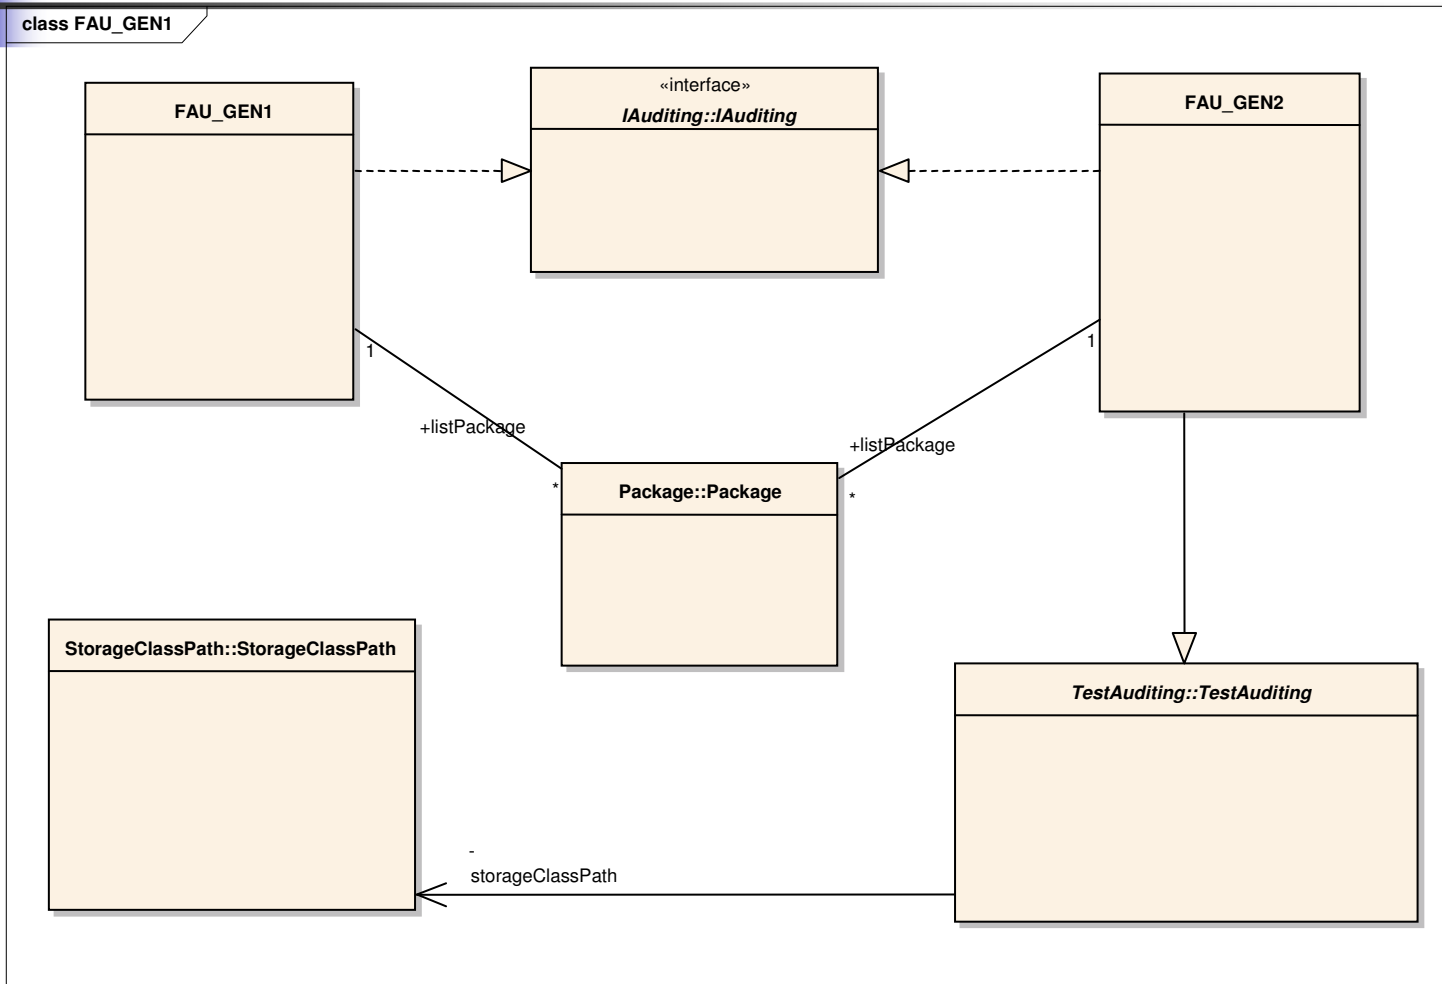 class FAU_GEN1
FAU_GEN1
«interface»
IAuditing::IAuditing
FAU_GEN2
1
1
+listPackage
+listPackage
*
*
Package::Package
StorageClassPath::StorageClassPath
TestAuditing::TestAuditing
-
storageClassPath